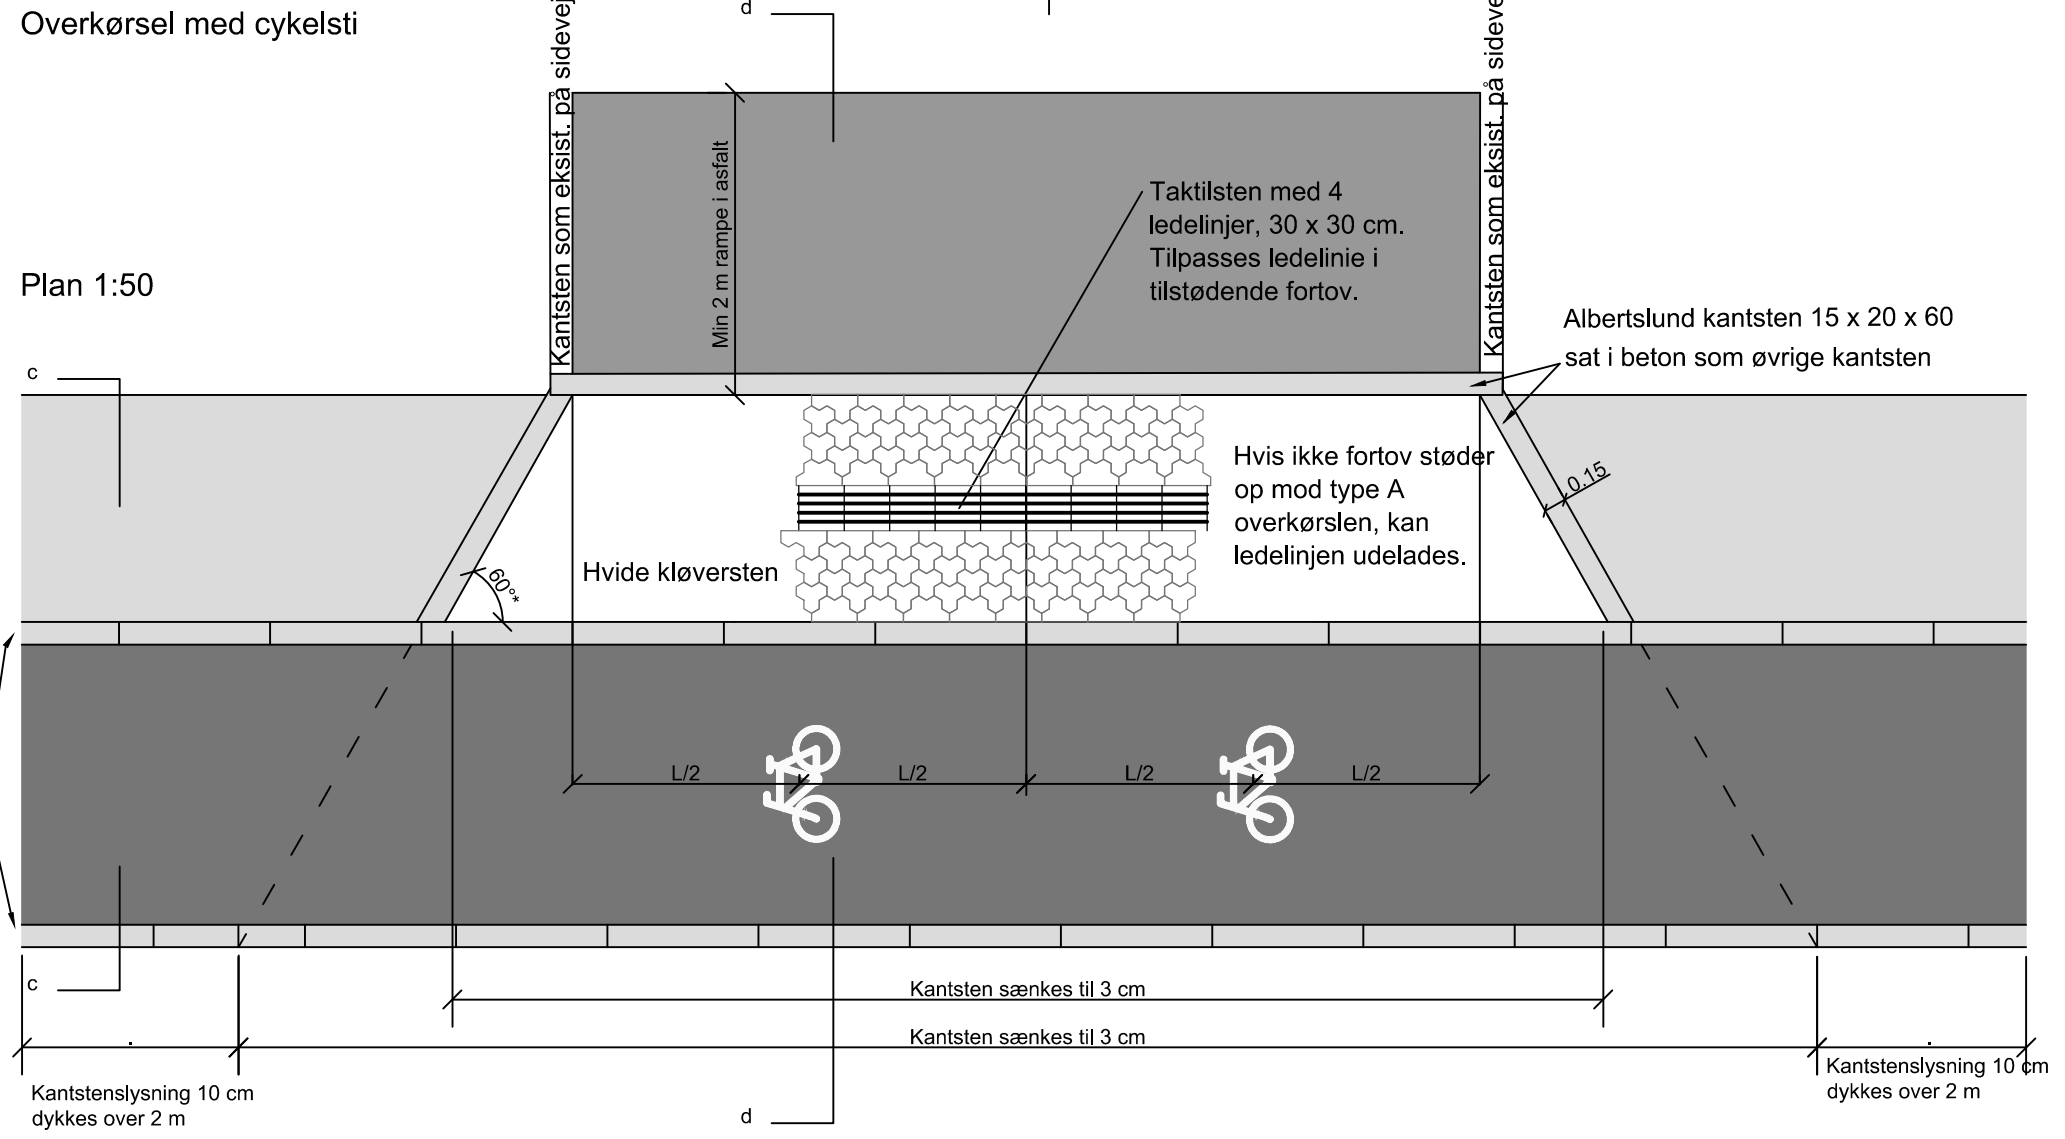 Overkørsel med cykelsti
d
Kantsten som eksist. på sidevej
Kantsten som eksist. på sideve
Min 2 m rampe i asfalt
Taktilsten med 4
ledelinjer, 30 x 30 cm.
Tilpasses ledelinie i
tilstødende fortov.
Plan 1:50
Albertslund kantsten 15 x 20 x 60
sat i beton som øvrige kantsten
c
Hvis ikke fortov støder
op mod type A
overkørslen, kan
ledelinjen udelades.
0.15
Hvide kløversten
60°*
L/2
L/2
L/2
L/2
c
Kantsten sænkes til 3 cm
Kantsten sænkes til 3 cm
Kantstenslysning 10 cm
dykkes over 2 m
Kantstenslysning 10 cm
dykkes over 2 m
d